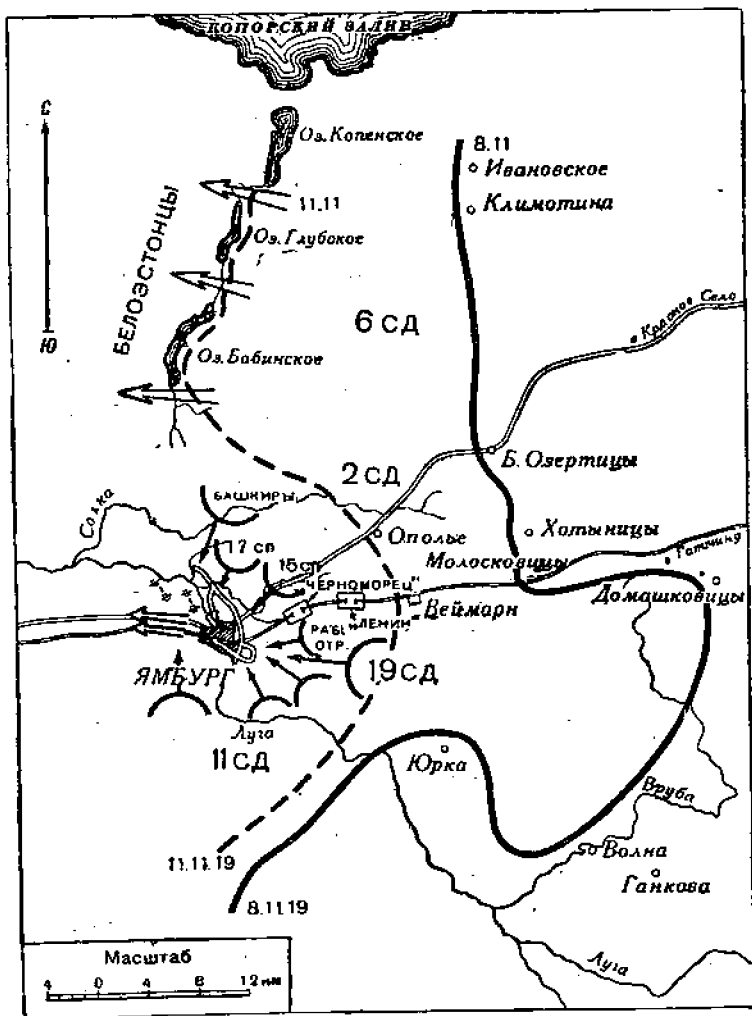 КОПОРСКИЙ ЗАЛИВ
С
Оз. Копенское
8.11
Ивановское
11.11
Климотина
Оз. Глубокое
БЕЛОЭСТОНЦЫ
Красное Село
6 СД
Ю
Оз. Бабинское
Б. Озертицы
2 СД
БАШКИРЫ
Солка
Ополье
Хотыницы
17 сп
15 сп
Молосковицы
Гатчина
„ЧЕРНОМОРЕЦ"
Домашковицы
Веймарн
„ЛЕНИН"
РАБ.
ОТР.
19 СД
ЯМБУРГ
Луга
11 СД
Юрка
Вруба
11.11.19
Волна
Ганкова
8.11.19
Масштаб
Луга
4 0 4 8 12 км